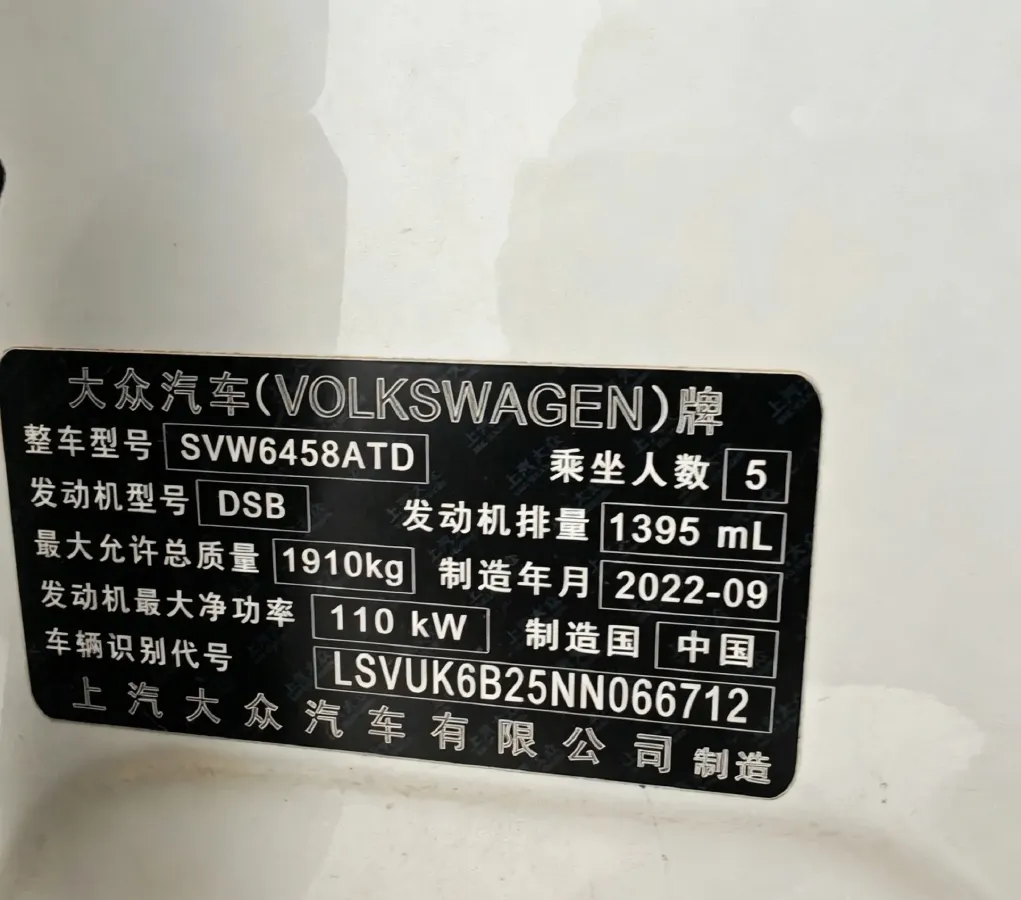 大众汽车(VOLKSWAGEN)牌
整车型号 SVW6458ATD 乘坐人数 5
发动机型号 DSB 发动机排量 1395 mL
最大允许总质量 1910kg 制造年月 2022-09
发动机最大净功率 110 kW 制造国 中国
车辆识别代号 LSVUK6B25NN066712
上汽大众汽车有限公司 制造